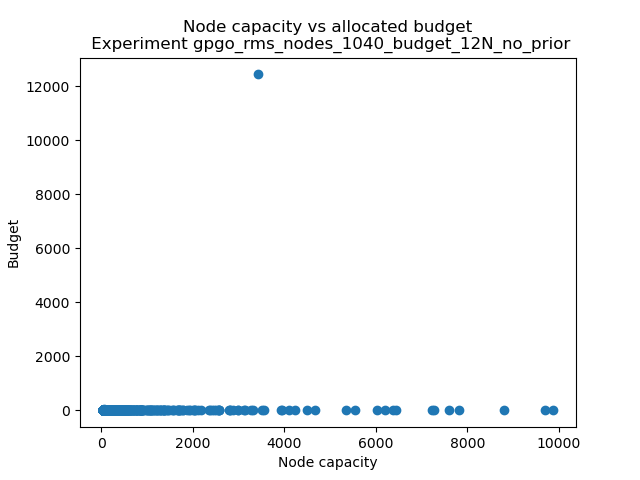 Node capacity vs allocated budget
Experiment gpgo_rms_nodes_1040_budget_12N_no_prior
12000
10000
8000
6000
4000
2000
0
Budget
0 2000 4000 6000 8000 10000
Node capacity